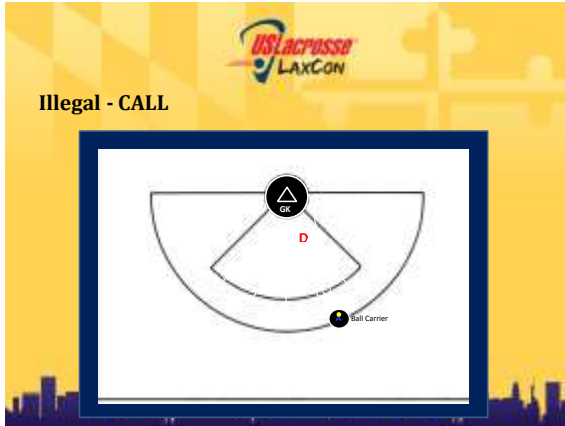 USLACROSSE
LAXCON
Illegal - CALL
GK
D
Ball Carrier